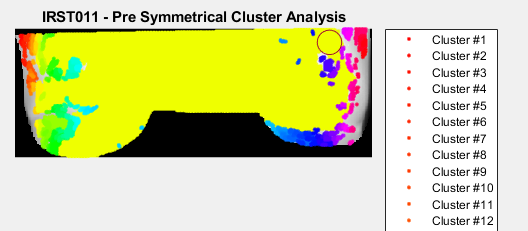 IRST011 - Pre Symmetrical Cluster Analysis
Cluster #1
Cluster #2
Cluster #3
Cluster #4
Cluster #5
Cluster #6
Cluster #7
Cluster #8
Cluster #9
Cluster #10
Cluster #11
Cluster #12